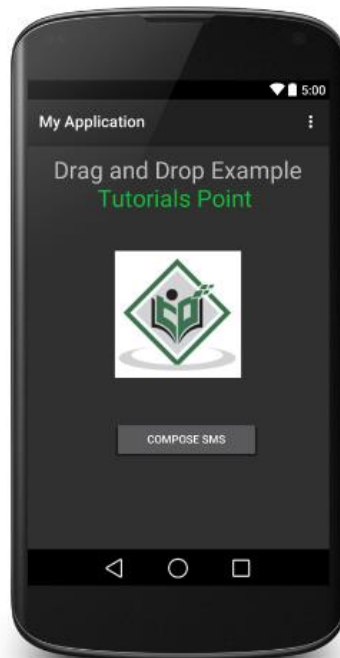 5:00
My Application
Drag and Drop Example
Tutorials Point
COMPOSE SMS